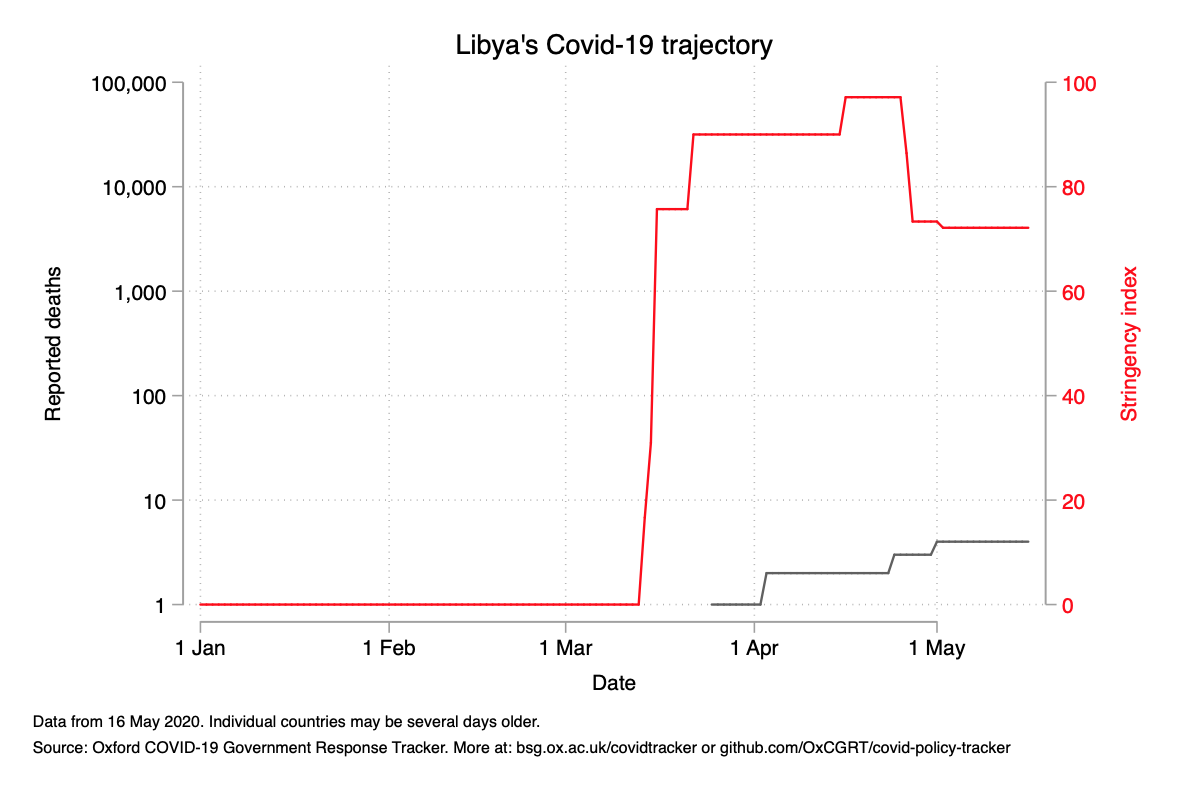 Libya's Covid-19 trajectory
100,000
10,000
1,000
100
10
1
Reported deaths
100
80
60
40
20
0
Stringency index
1 Jan
1 Feb
1 Mar
1 Apr
1 May
Date
Data from 16 May 2020. Individual countries may be several days older.
Source: Oxford COVID-19 Government Response Tracker. More at: bsg.ox.ac.uk/covidtracker or github.com/OxCGRT/covid-policy-tracker